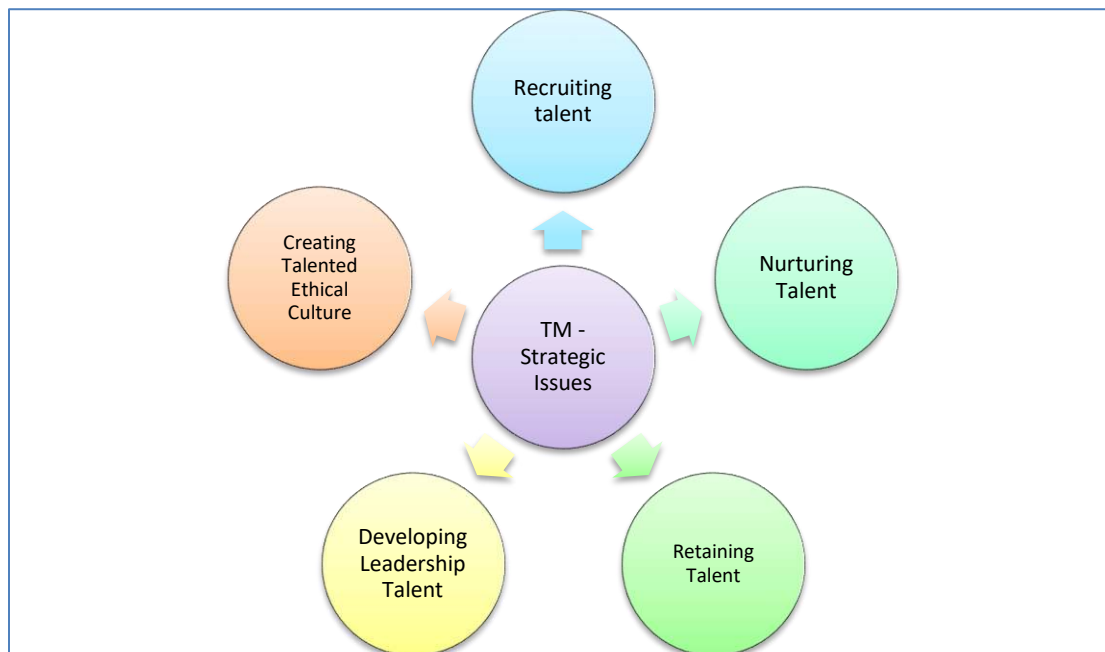 Recruiting
talent
Creating
Talented
Ethical
Culture
Nurturing
Talent
TM -
Strategic
Issues
Developing
Leadership
Talent
Retaining
Talent